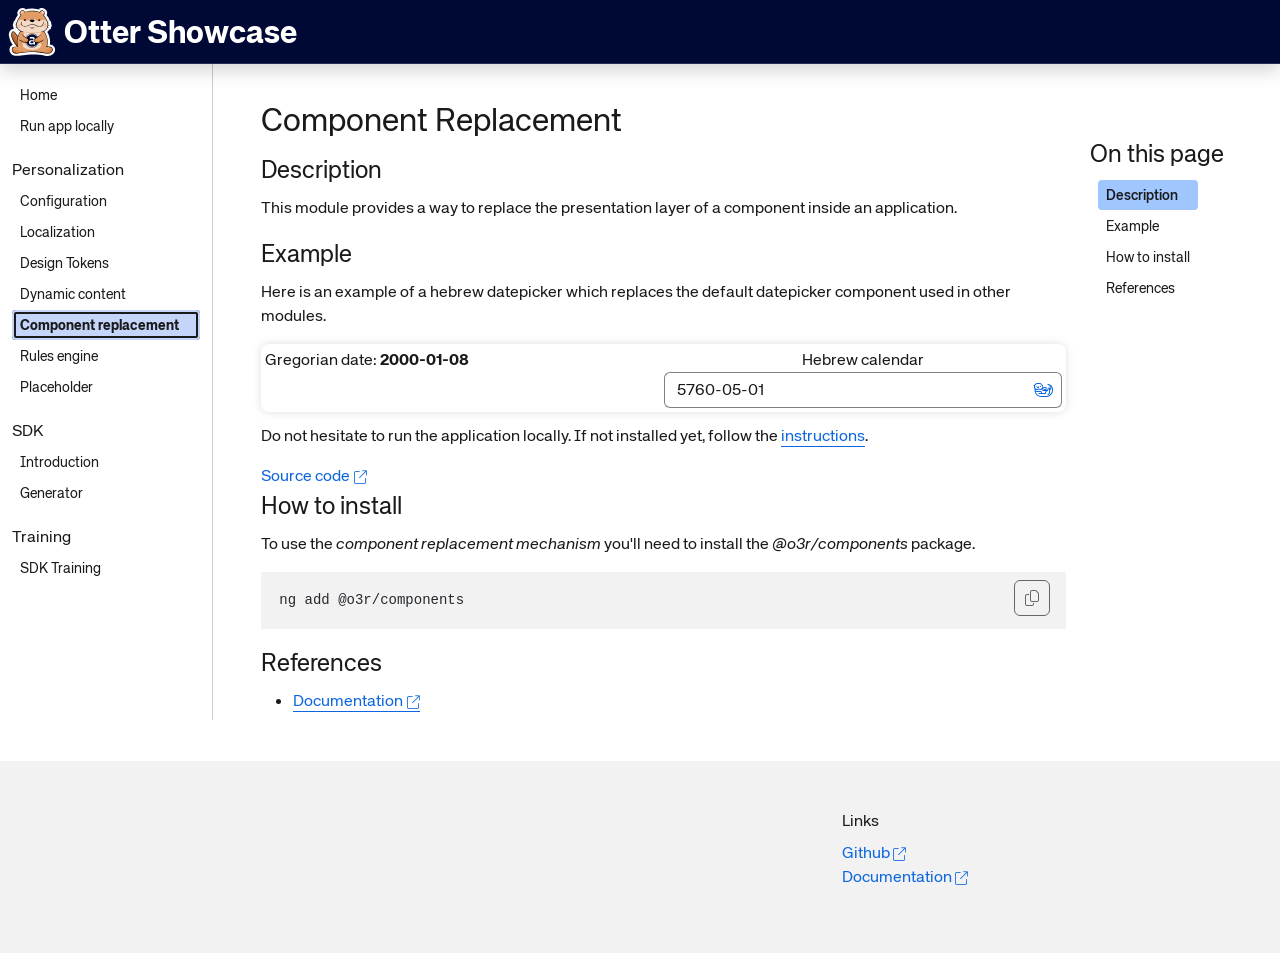 Otter Showcase
Home
Run app locally
Personalization
Configuration
Localization
Design Tokens
Dynamic content
Component replacement
Rules engine
Placeholder
SDK
Introduction
Generator
Training
SDK Training
Component Replacement
Description
This module provides a way to replace the presentation layer of a component inside an application.
Example
Here is an example of a hebrew datepicker which replaces the default datepicker component used in other
modules.
Gregorian date: 2000-01-08
Hebrew calendar
5760-05-01
Do not hesitate to run the application locally. If not installed yet, follow the instructions.
Source code
How to install
To use the component replacement mechanism you'll need to install the @o3r/components package.
ng add @o3r/components
References
Documentation
On this page
Description
Example
How to install
References
Links
Github
Documentation